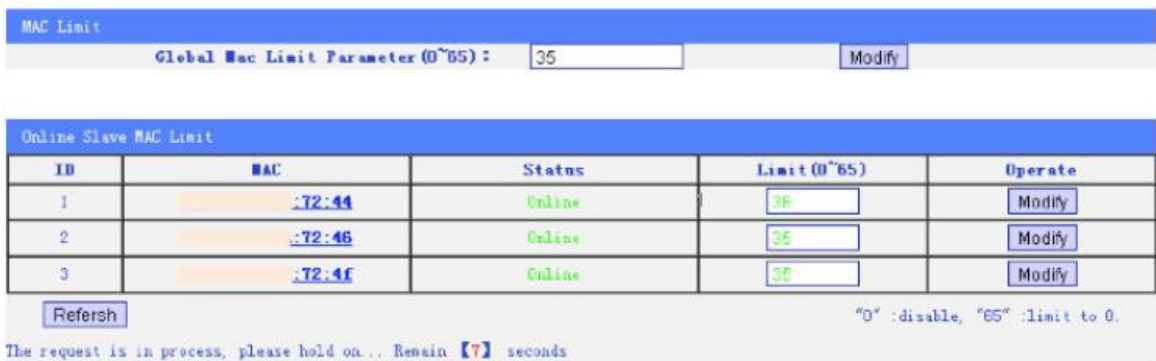 MAC Limit
Global Mac Limit Parameter(0~65): 35 Modify
Online Slave MAC Limit
ID MAC Status Limit(0~65) Operate
1 :72:44 Online 38 Modify
2 :72:46 Online 35 Modify
3 :72:4f Online 35 Modify
Refersh "0" :disable, "65" :limit to 0.
The request is in process, please hold on... Remain 【7】 seconds